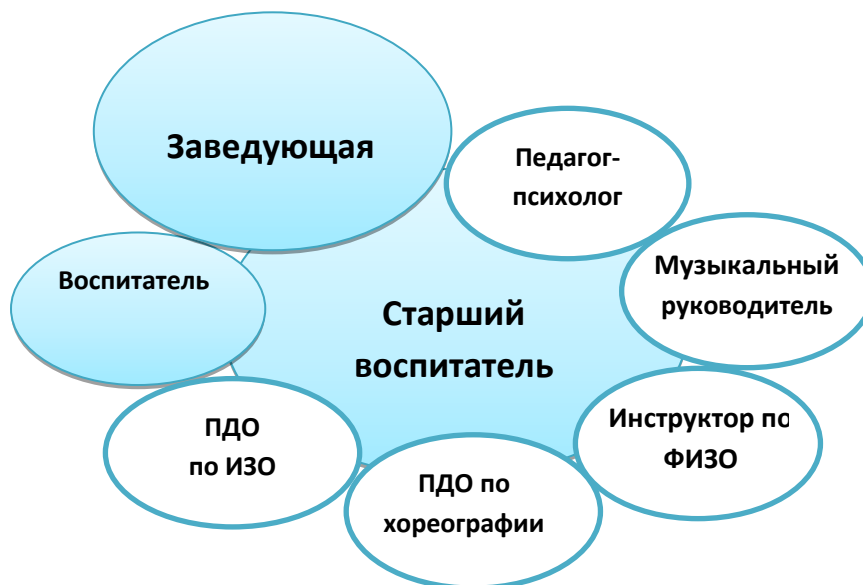 Заведующая
Педагог-
психолог
Воспитатель
Музыкальный
руководитель
Старший
воспитатель
ПДО
по ИЗО
Инструктор по
ФИЗО
ПДО по
хореографии